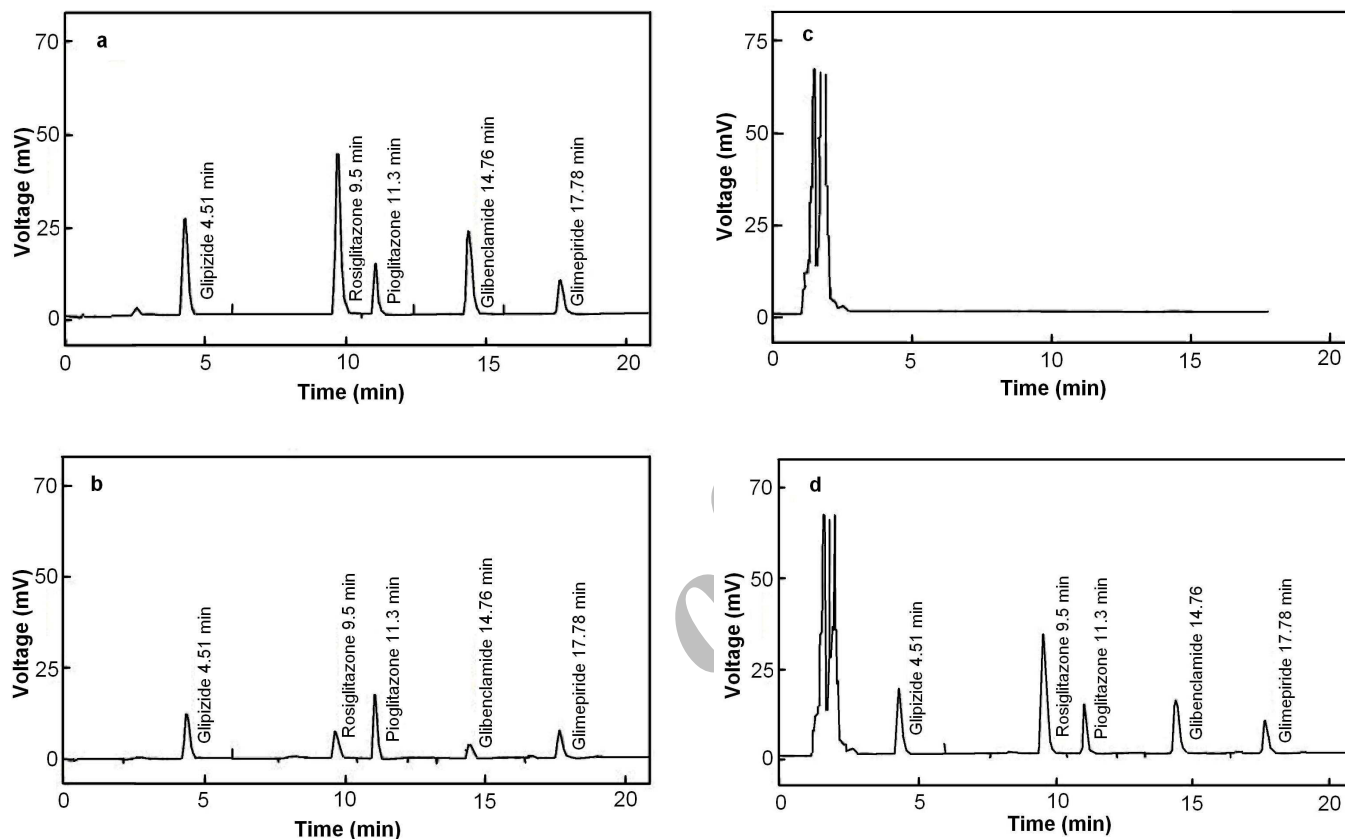 a
70
50
25
0
Voltage (mV)
Glipizide 4.51 min
Rosiglitazone 9.5 min
Pioglitazone 11.3 min
Glibenclamide 14.76 min
Glimepiride 17.78 min
0 5 10 15 20
Time (min)
c
75
50
25
0
Voltage (mV)
0 5 10 15 20
Time (min)
b
70
50
25
0
Voltage (mV)
Glipizide 4.51 min
Rosiglitazone 9.5 min
Pioglitazone 11.3 min
Glibenclamide 14.76 min
Glimepiride 17.78 min
0 5 10 15 20
Time (min)
d
70
50
25
0
Voltage (mV)
Glipizide 4.51 min
Rosiglitazone 9.5 min
Pioglitazone 11.3 min
Glibenclamide 14.76
Glimepiride 17.78 min
0 5 10 15 20
Time (min)